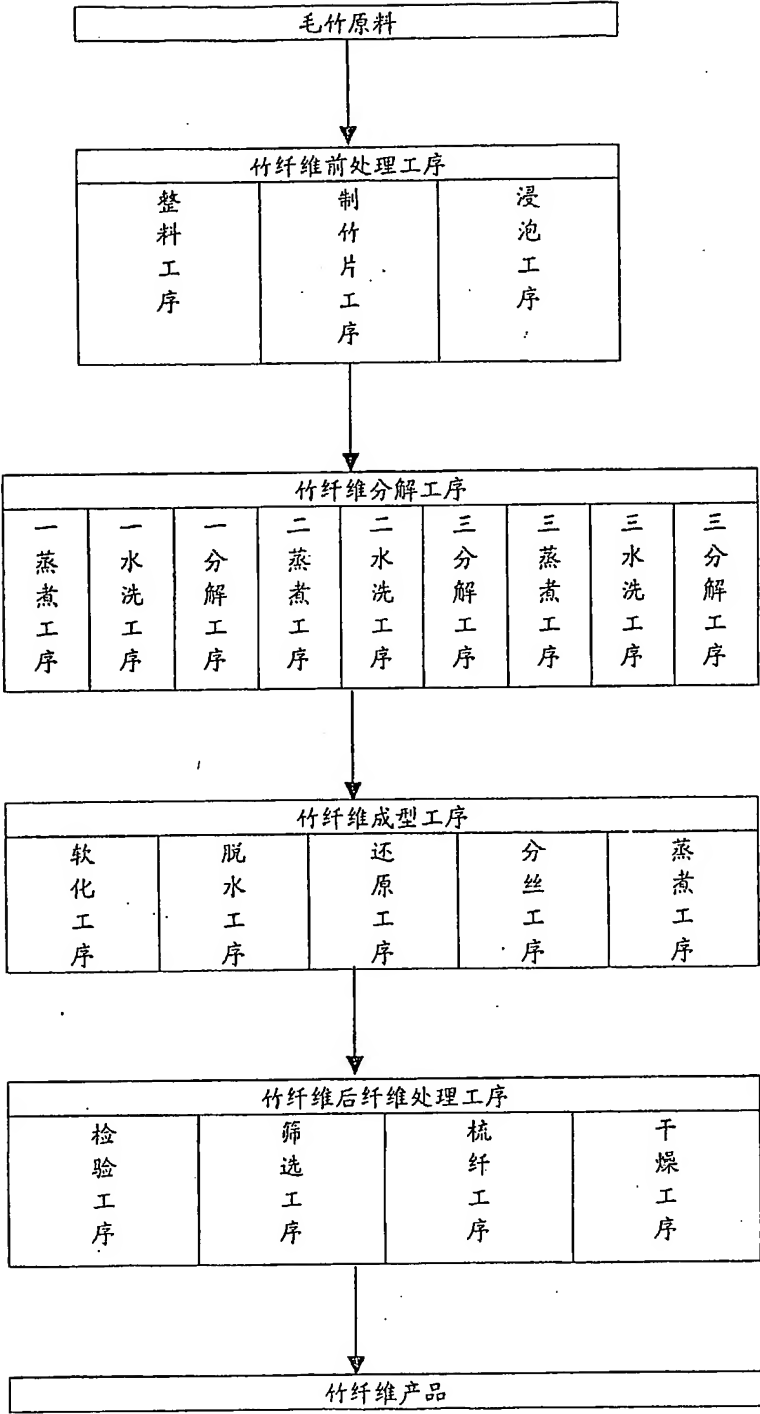 毛竹原料
竹纤维前处理工序
整料工序
制竹片工序
浸泡工序
竹纤维分解工序
一蒸煮工序
一水洗工序
一分解工序
二蒸煮工序
二水洗工序
三分解工序
三蒸煮工序
三水洗工序
三分解工序
竹纤维成型工序
软化工序
脱水工序
还原工序
分丝工序
蒸煮工序
竹纤维后纤维处理工序
检验工序
筛选工序
梳纤工序
干燥工序
竹纤维产品